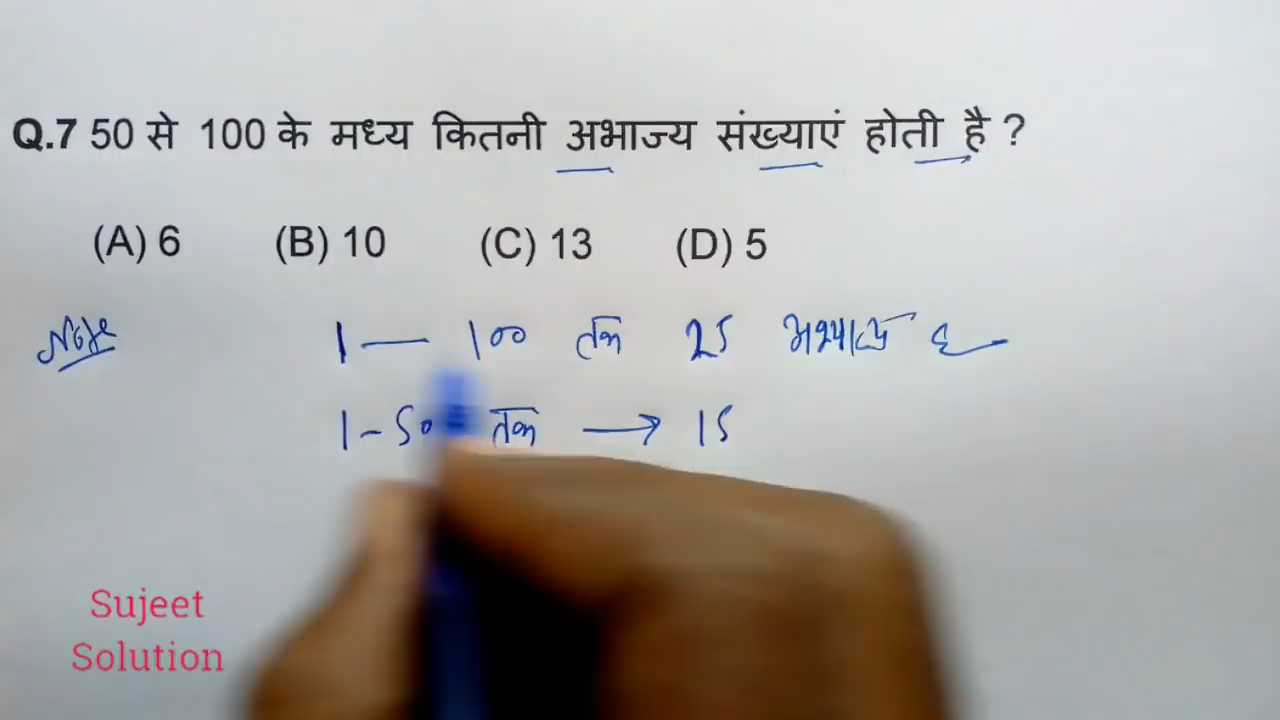 Q.7 50 से 100 के मध्य कितनी अभाज्य संख्याएं होती है ?
(A) 6 (B) 10 (C) 13 (D) 5
Note 1 — 100 तक 25
1 - 50 तक → 15
Sujeet
Solution